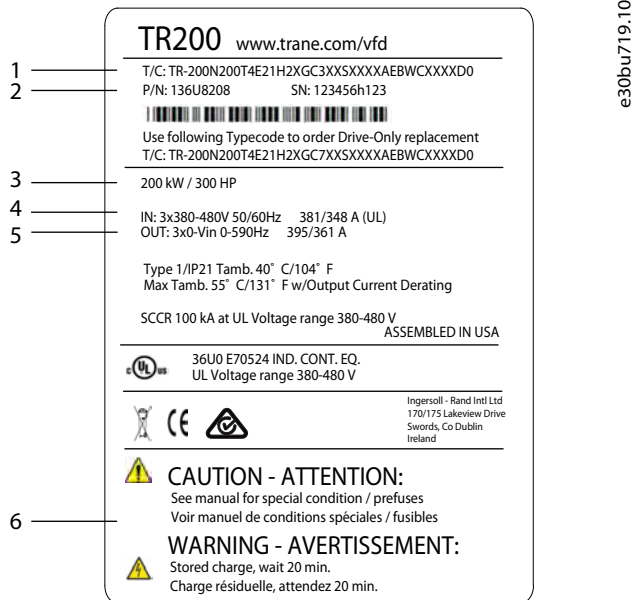 TR200 www.trane.com/vfd
1
T/C: TR-200N200T4E21H2XGC3XXSXXXXAEBWCXXXXD0
2
P/N: 136U8208 SN: 123456h123
Use following Typecode to order Drive-Only replacement
T/C: TR-200N200T4E21H2XGC7XXSXXXXAEBWCXXXXD0
3
200 kW / 300 HP
4
IN: 3x380-480V 50/60Hz 381/348 A (UL)
5
OUT: 3x0-Vin 0-590Hz 395/361 A
Type 1/IP21 Tamb. 40˚ C/104˚ F
Max Tamb. 55˚ C/131˚ F w/Output Current Derating
SCCR 100 kA at UL Voltage range 380-480 V
ASSEMBLED IN USA
c UL us
36U0 E70524 IND. CONT. EQ.
UL Voltage range 380-480 V
CE
Ingersoll - Rand Intl Ltd
170/175 Lakeview Drive
Swords, Co Dublin
Ireland
CAUTION - ATTENTION:
See manual for special condition / prefuses
6
Voir manuel de conditions spéciales / fusibles
WARNING - AVERTISSEMENT:
Stored charge, wait 20 min.
Charge résiduelle, attendez 20 min.
e30bu719.10